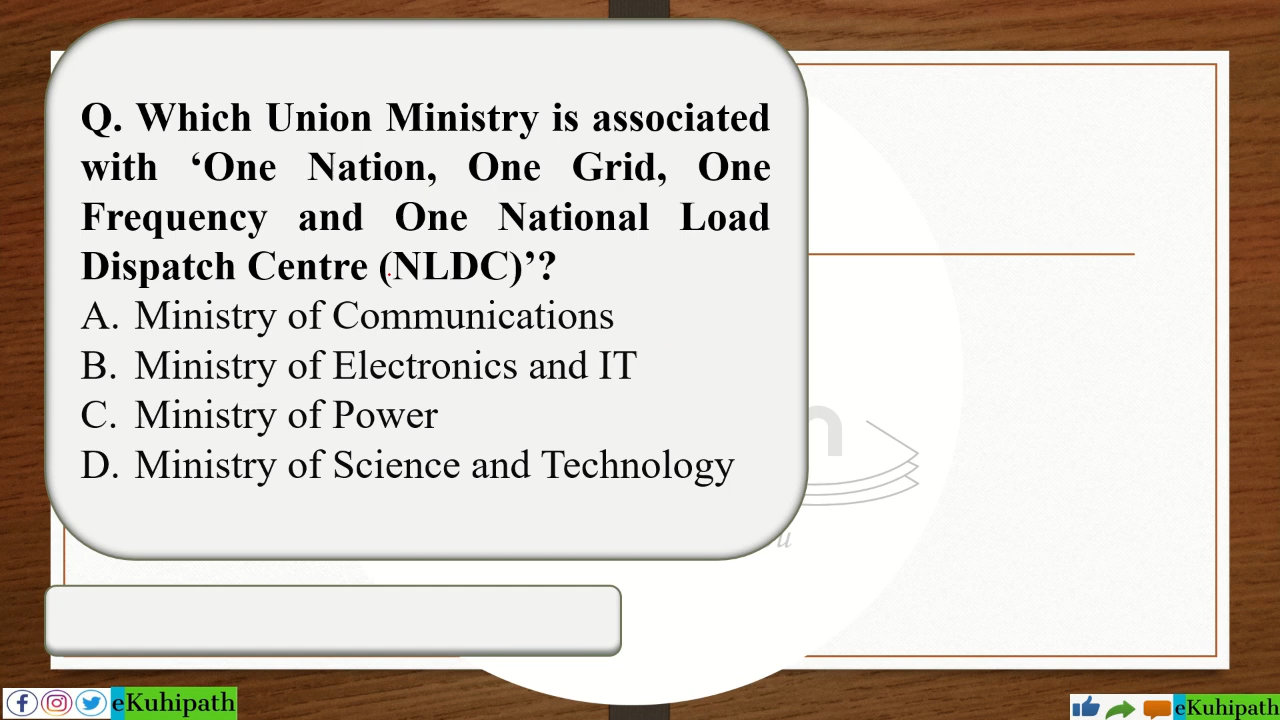 Q. Which Union Ministry is associated
with ‘One Nation, One Grid, One
Frequency and One National Load
Dispatch Centre (NLDC)’?
A. Ministry of Communications
B. Ministry of Electronics and IT
C. Ministry of Power
D. Ministry of Science and Technology
eKuhipath
eKuhipath